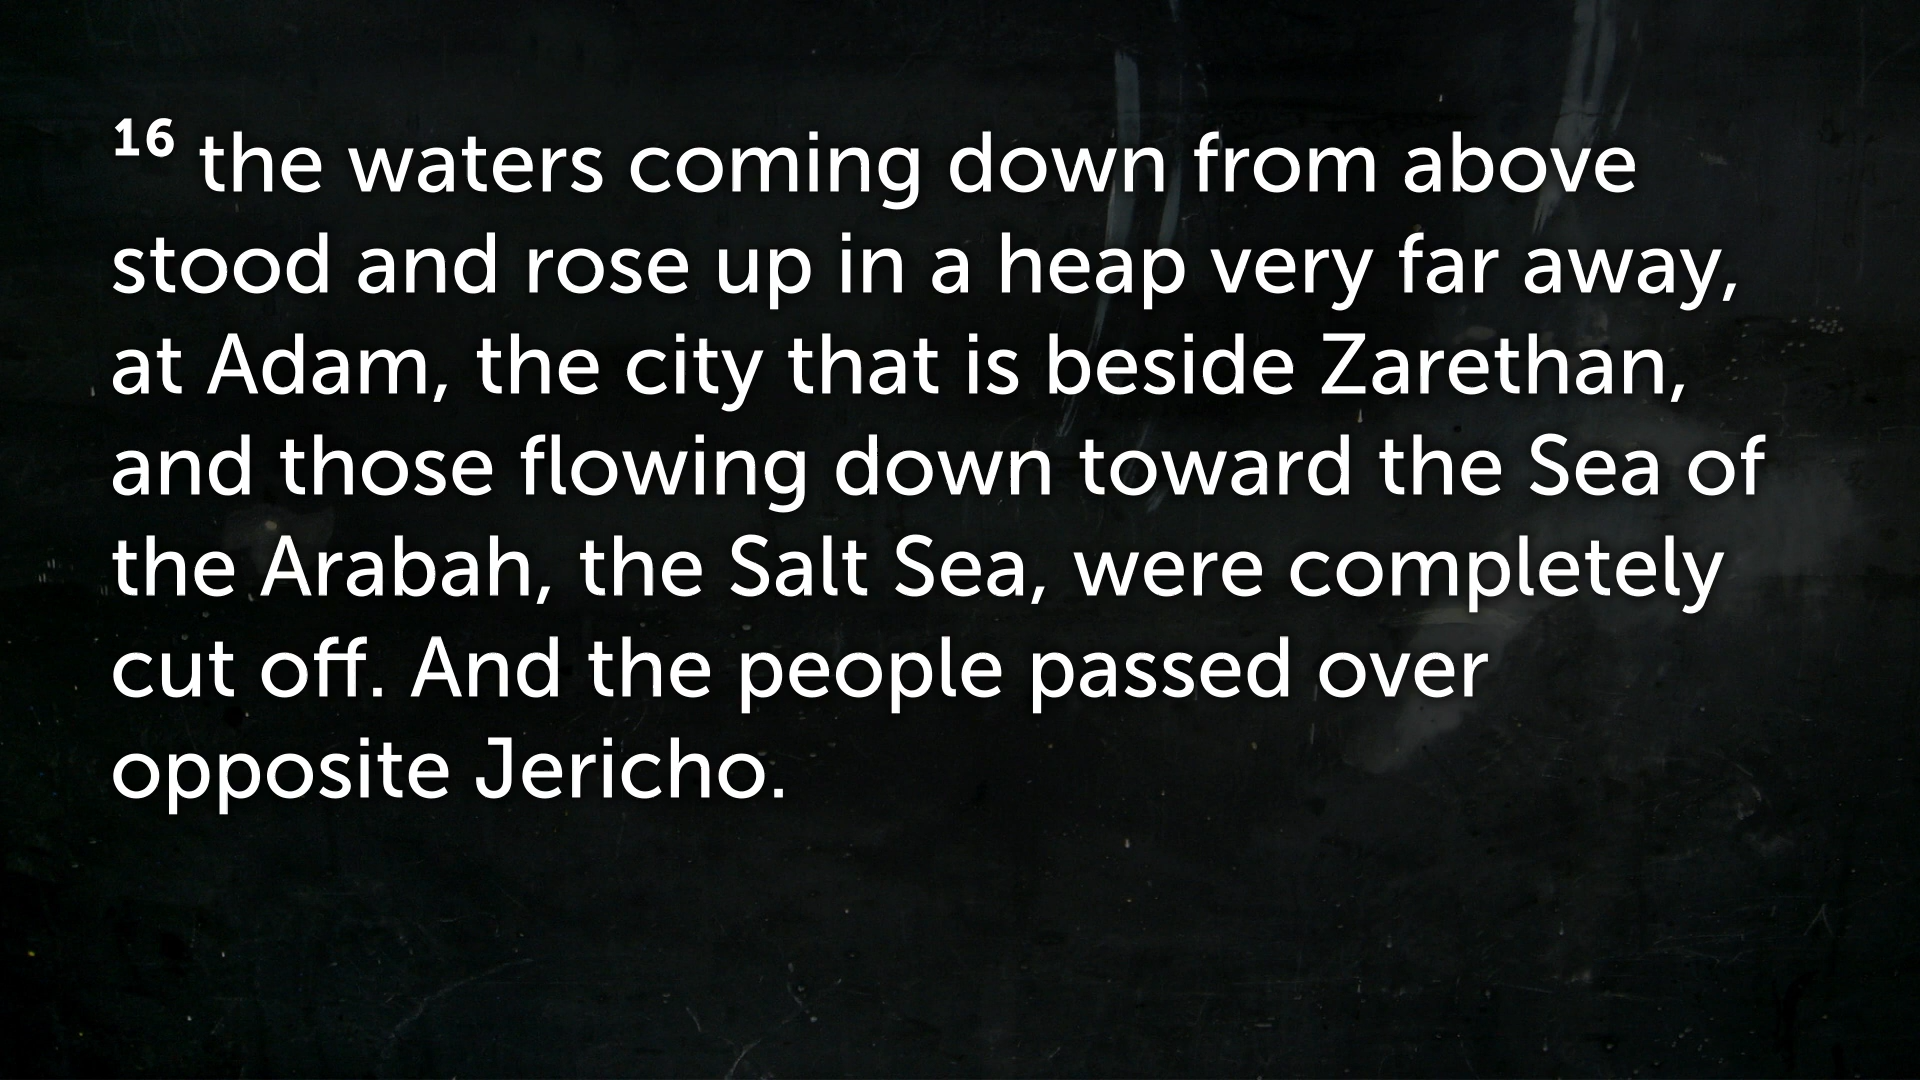 16 the waters coming down from above
stood and rose up in a heap very far away,
at Adam, the city that is beside Zarethan,
and those flowing down toward the Sea of
the Arabah, the Salt Sea, were completely
cut off. And the people passed over
opposite Jericho.